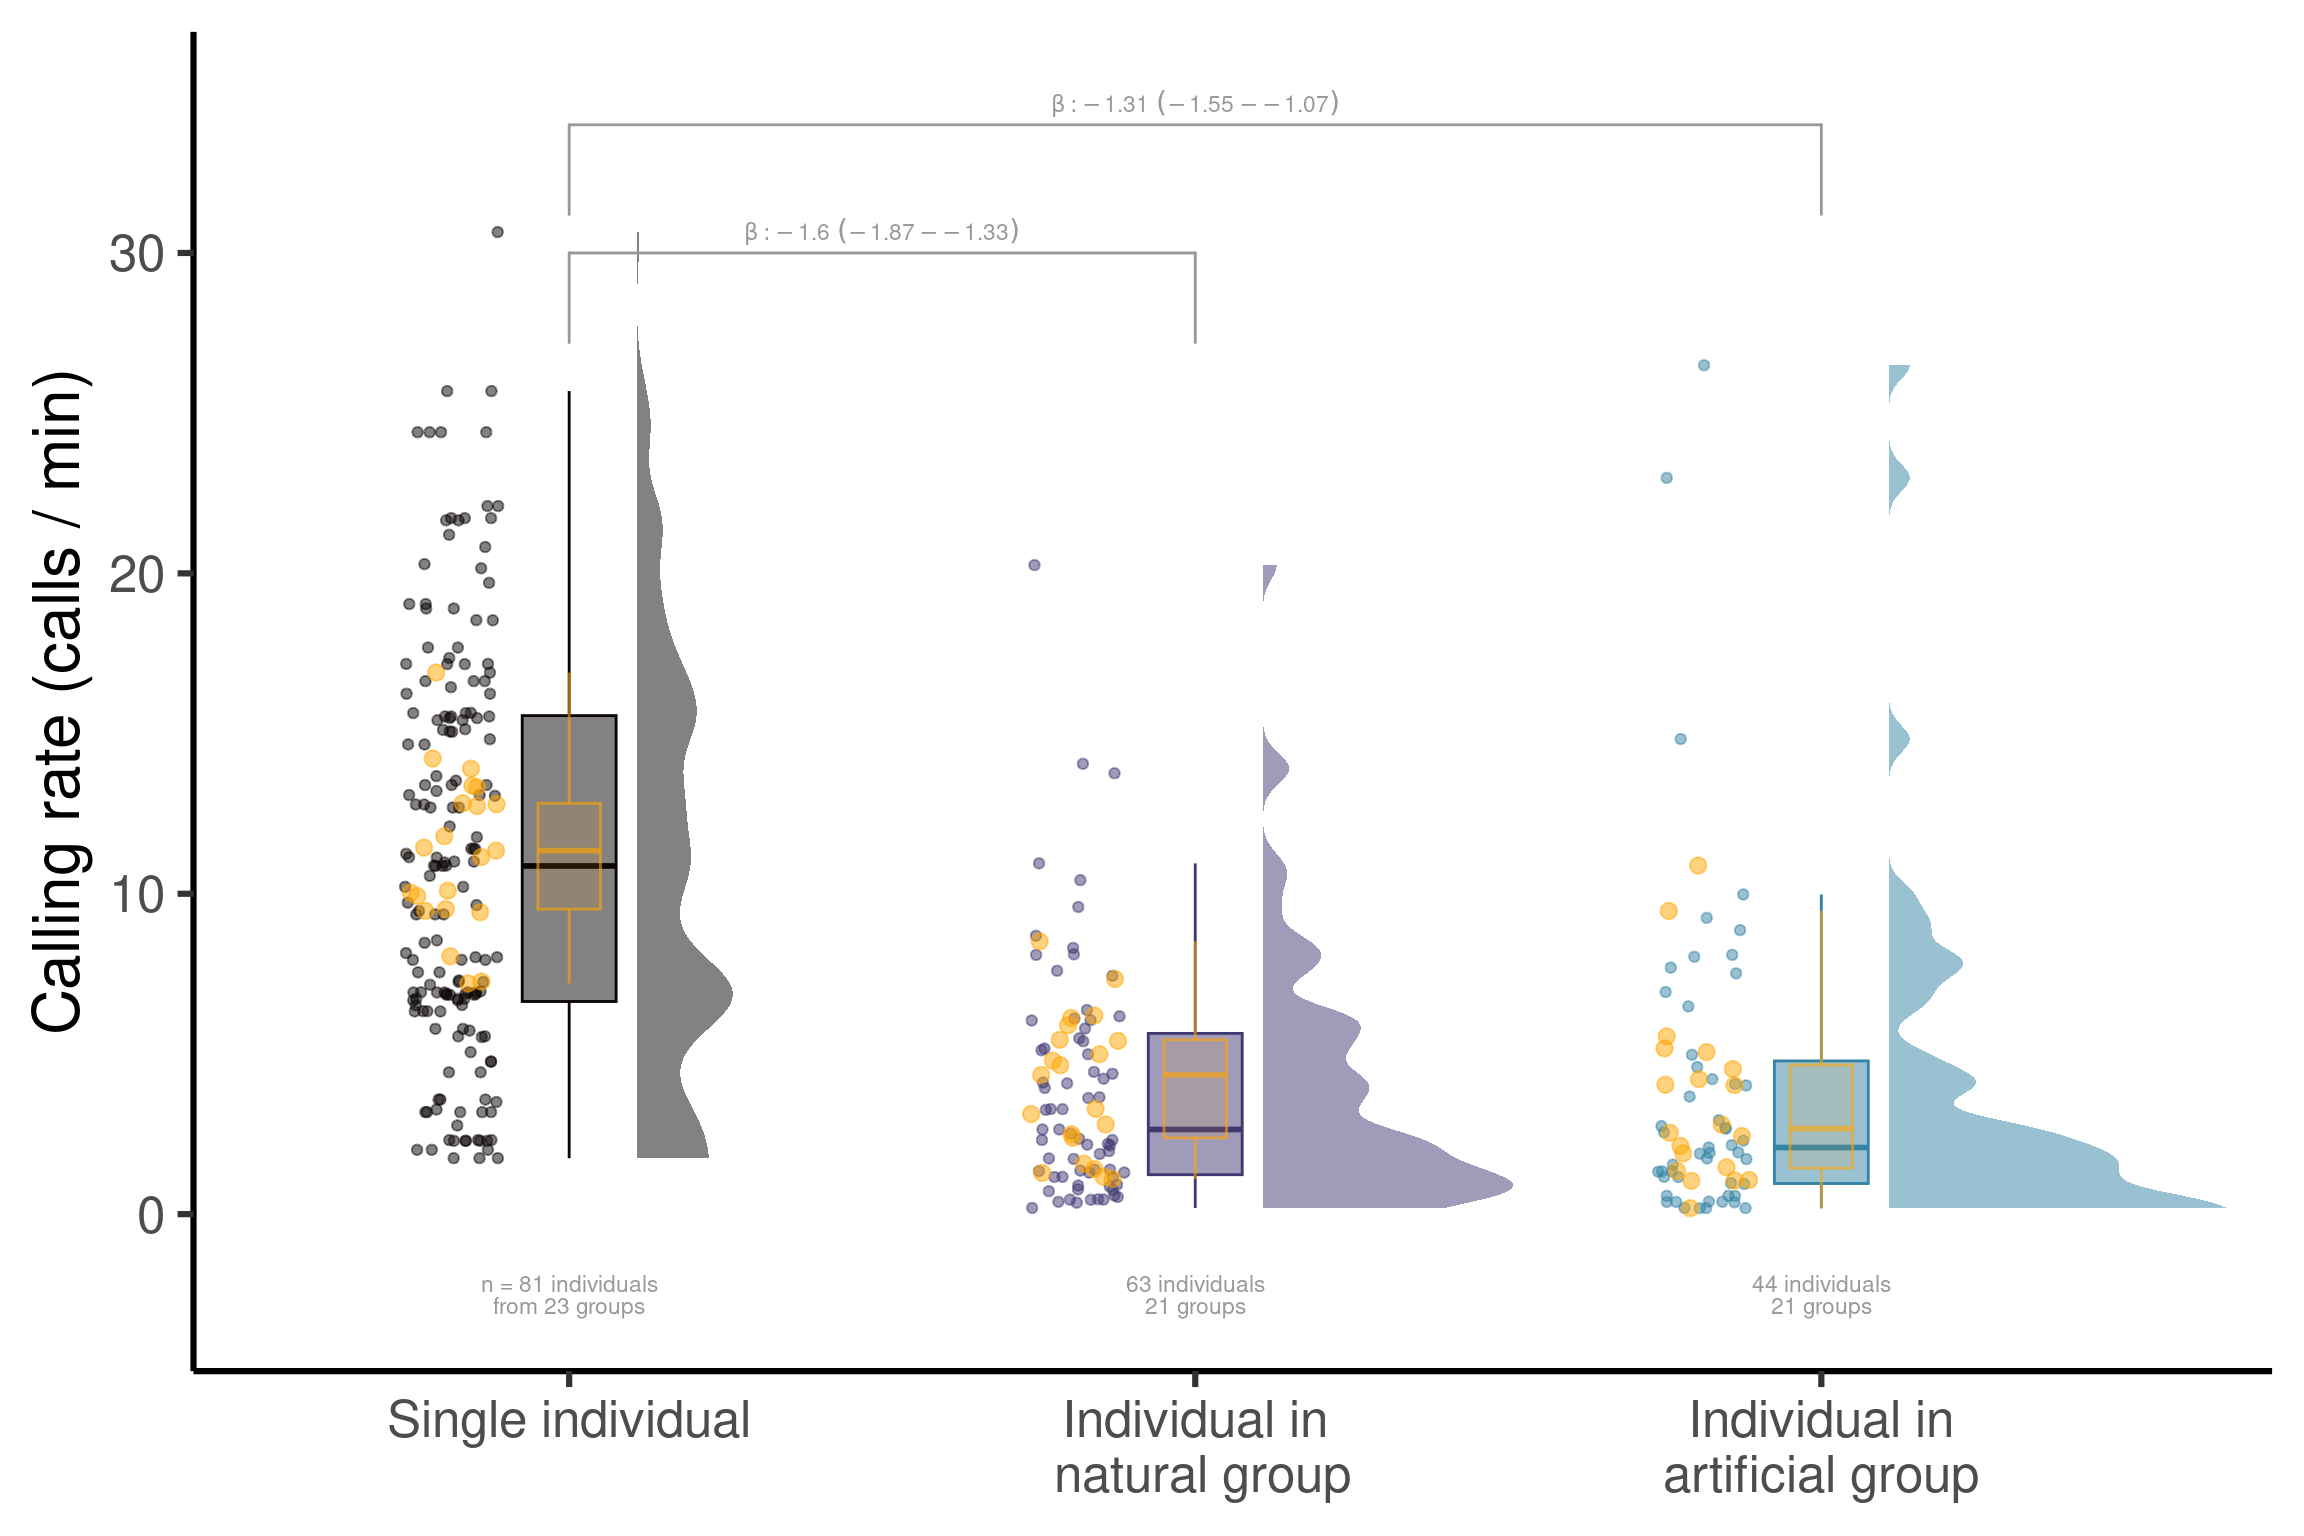 β : − 1.31 (− 1.55 − − 1.07)
β : − 1.6 (− 1.87 − − 1.33)
Calling rate (calls / min)
30
20
10
0
n = 81 individuals
from 23 groups
63 individuals
21 groups
44 individuals
21 groups
Single individual
Individual in
natural group
Individual in
artificial group